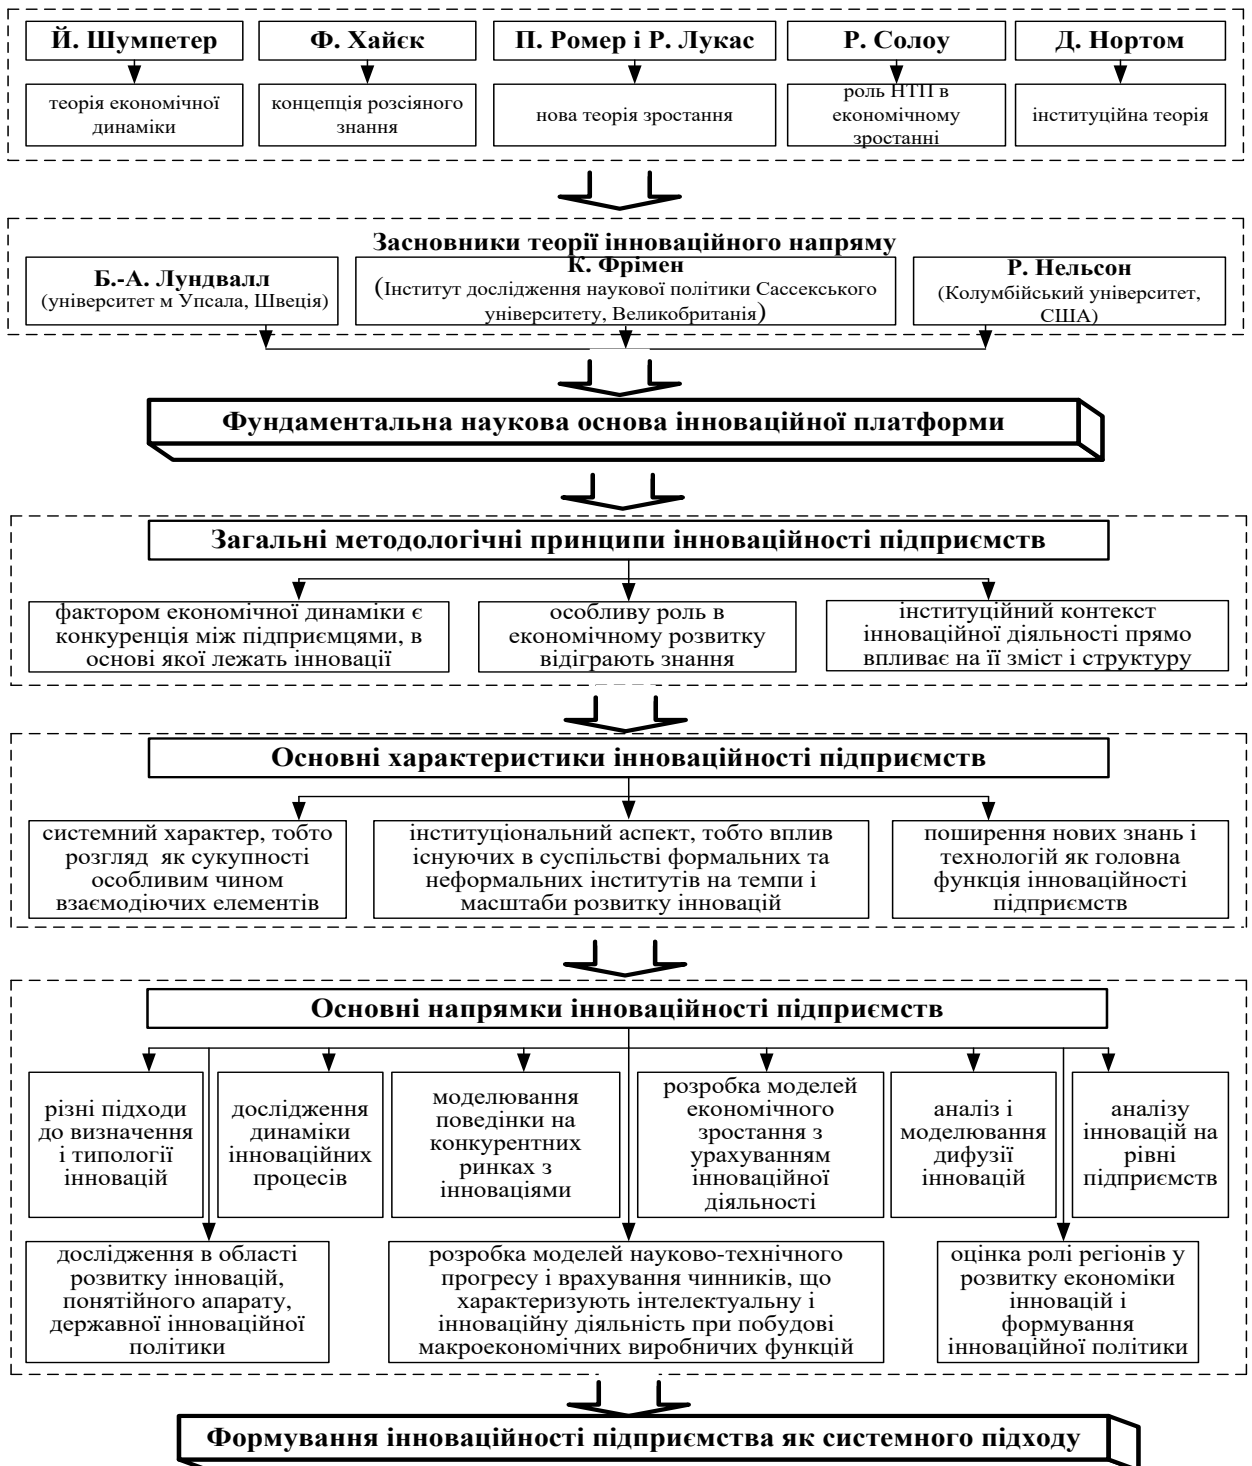 Й. Шумпетер
Ф. Хайєк
П. Ромер і Р. Лукас
Р. Солоу
Д. Нортом
теорія економічної
динаміки
концепція розсіяного
знання
нова теорія зростання
роль НТП в
економічному
зростанні
інституційна теорія
Засновники теорії інноваційного напряму
Б.-А. Лундвалл
(університет м Упсала, Швеція)
К. Фрімен
(Інститут дослідження наукової політики Сассекського
університету, Великобританія)
Р. Нельсон
(Колумбійський університет,
США)
Фундаментальна наукова основа інноваційної платформи
Загальні методологічні принципи інноваційності підприємств
фактором економічної динаміки є
конкуренція між підприємцями, в
основі якої лежать інновації
особливу роль в
економічному розвитку
відіграють знання
інституційний контекст
інноваційної діяльності прямо
впливає на її зміст і структуру
Основні характеристики інноваційності підприємств
системний характер, тобто
розгляд як сукупності
особливим чином
взаємодіючих елементів
інституціональний аспект, тобто вплив
існуючих в суспільстві формальних та
неформальних інститутів на темпи і
масштаби розвитку інновацій
поширення нових знань і
технологій як головна
функція інноваційності
підприємств
Основні напрямки інноваційності підприємств
різні підходи
до визначення
і типології
інновацій
дослідження
динаміки
інноваційних
процесів
моделювання
поведінки на
конкурентних
ринках з
інноваціями
розробка моделей
економічного
зростання з
урахуванням
інноваційної
діяльності
аналіз і
моделювання
дифузії
інновацій
аналізу
інновацій на
рівні
підприємств
дослідження в області
розвитку інновацій,
понятійного апарату,
державної інноваційної
політики
розробка моделей науково-технічного
прогресу і врахування чинників, що
характеризують інтелектуальну і
інноваційну діяльність при побудові
макроекономічних виробничих функцій
оцінка ролі регіонів у
розвитку економіки
інновацій і
формування
інноваційної політики
Формування інноваційності підприємства як системного підходу